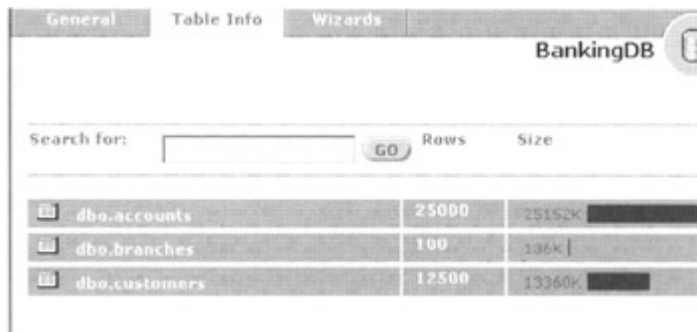 General Table Info Wizards
BankingDB
Search for: GO Rows Size
dbo.accounts 25000 25152K
dbo.branches 100 136K
dbo.customers 12500 13360K